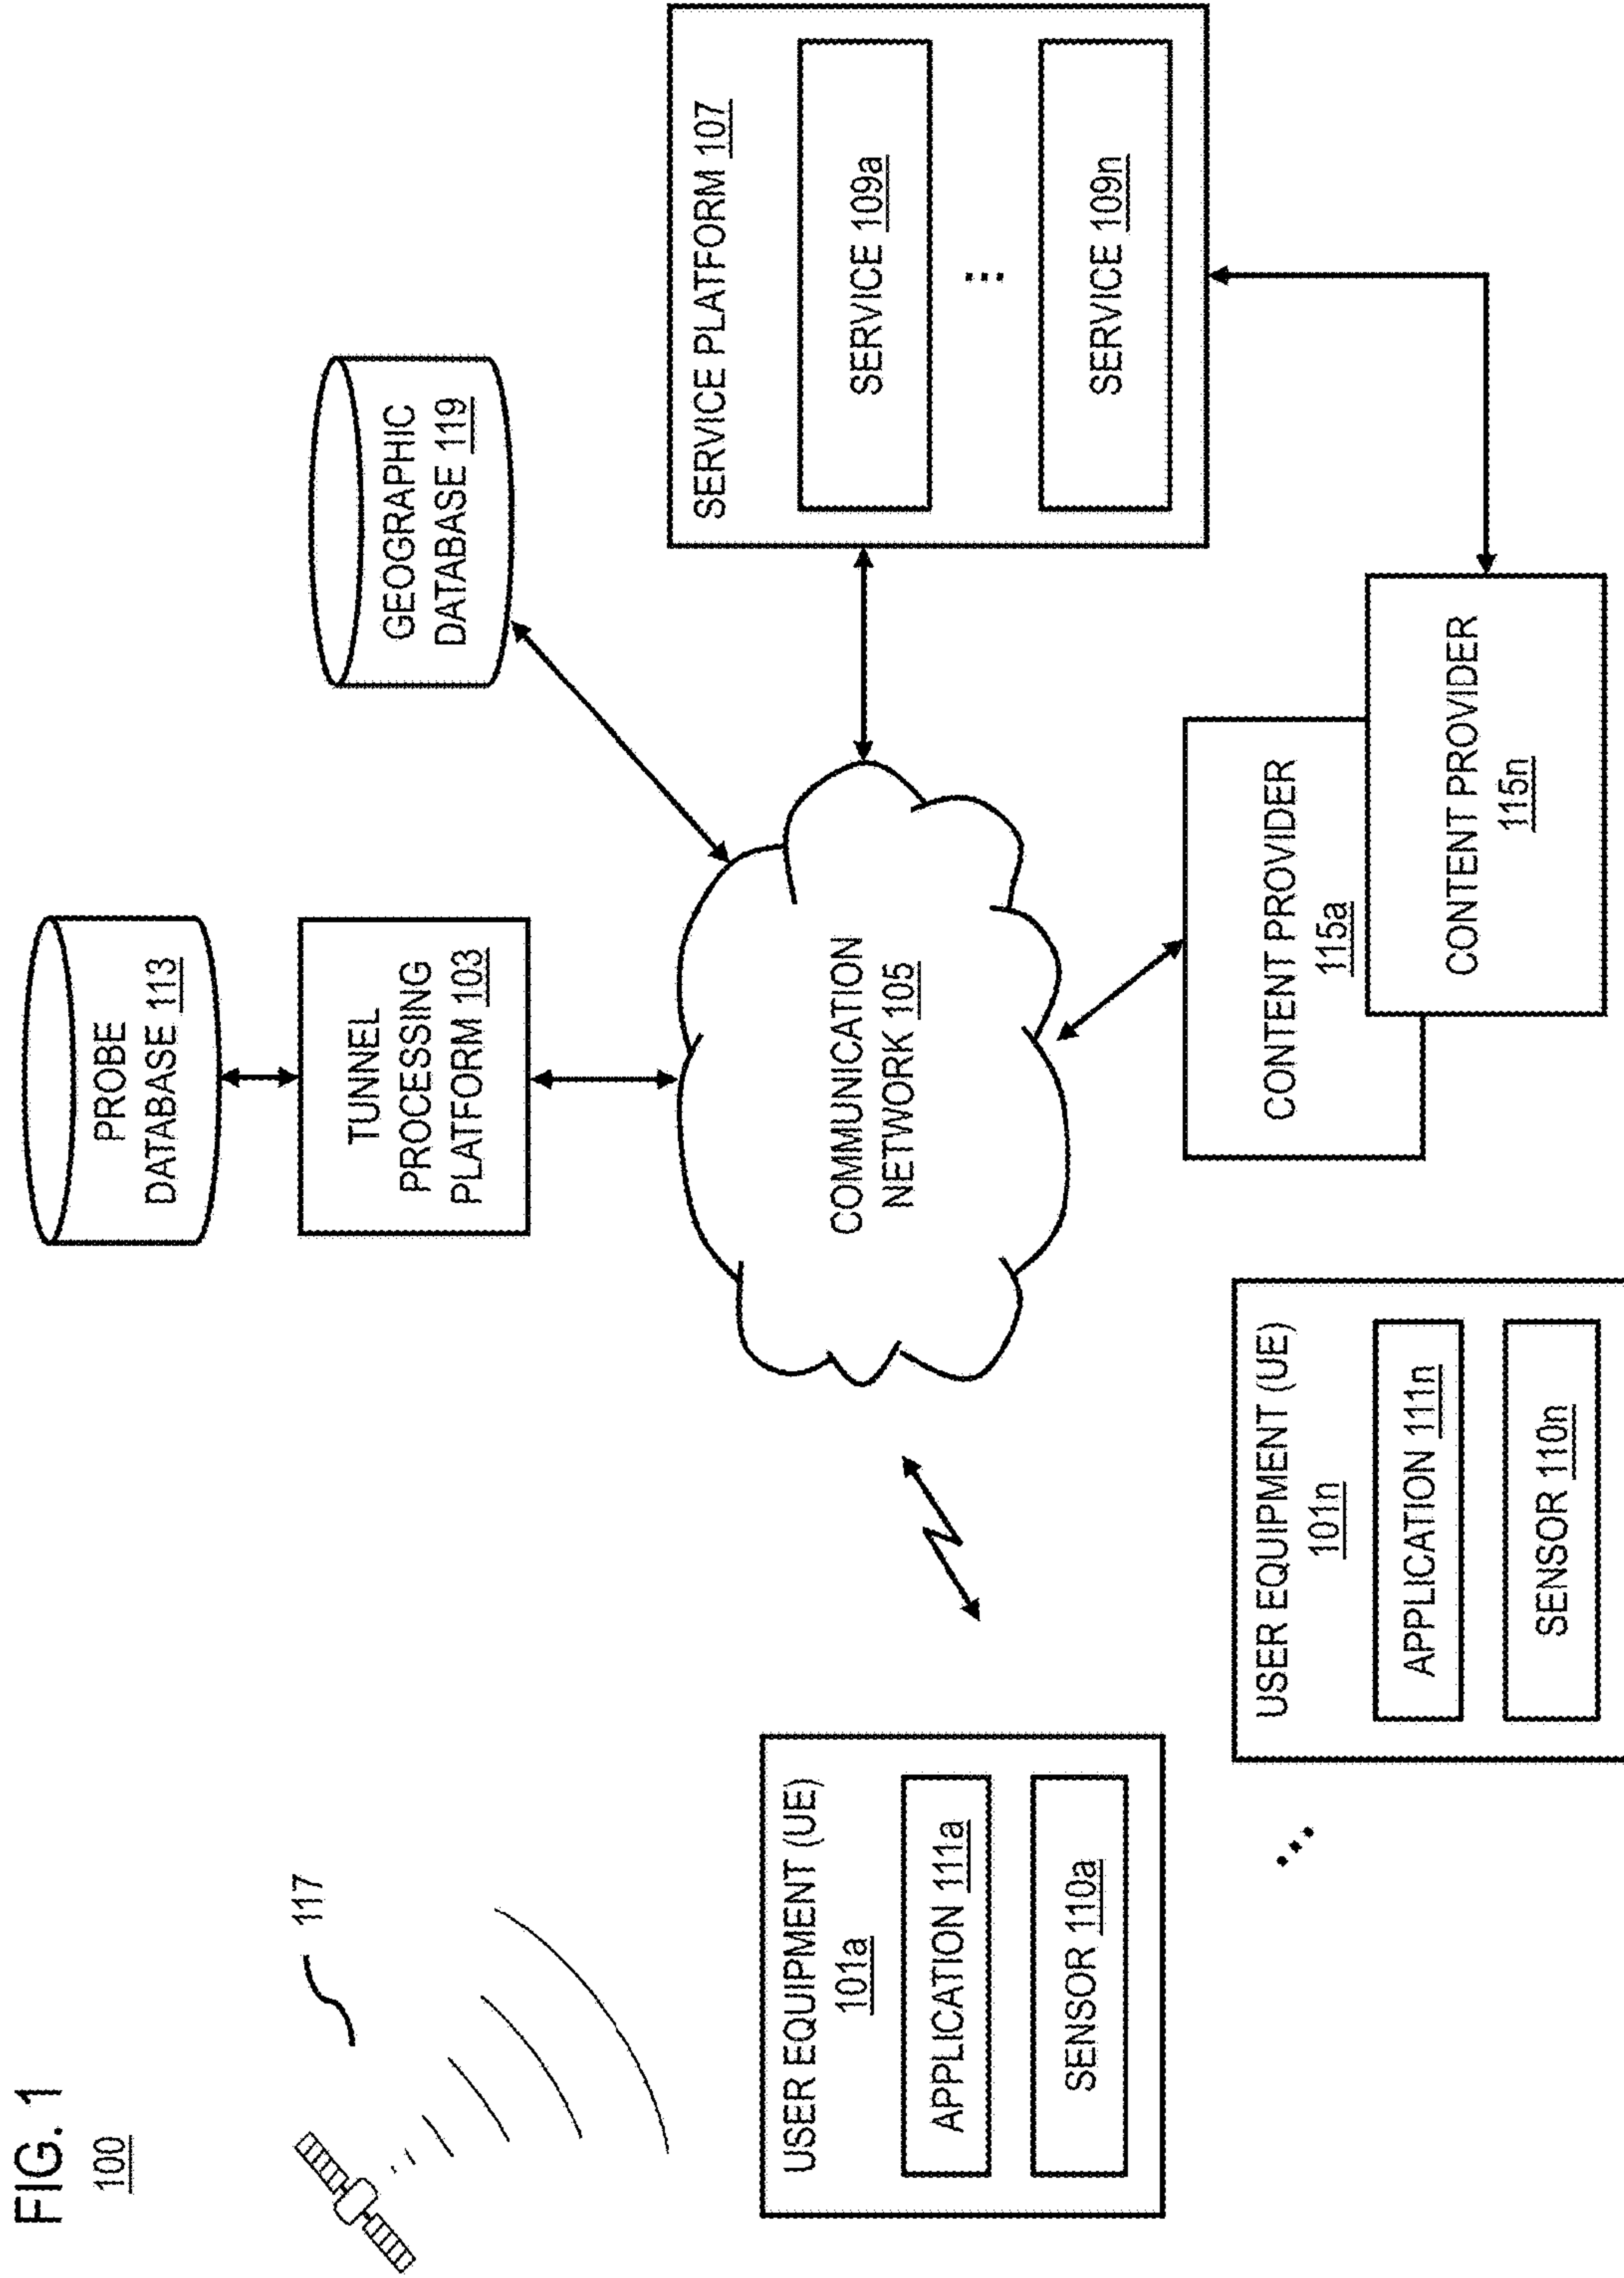 FIG. 1
100
117
PROBE
DATABASE 113
TUNNEL
PROCESSING
PLATFORM 103
GEOGRAPHIC
DATABASE 119
COMMUNICATION
NETWORK 105
SERVICE PLATFORM 107
SERVICE 109a
...
SERVICE 109n
USER EQUIPMENT (UE)
101a
APPLICATION 111a
SENSOR 110a
...
USER EQUIPMENT (UE)
101n
APPLICATION 111n
SENSOR 110n
CONTENT PROVIDER
115a
CONTENT PROVIDER
115n